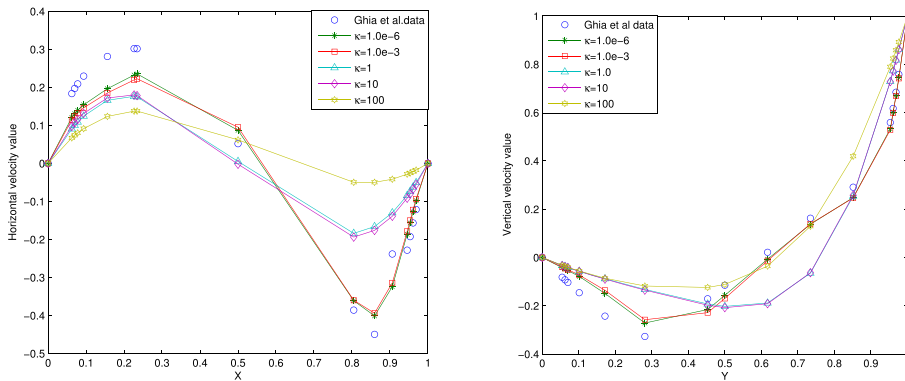 Ghia et al.data
κ=1.0e−6
κ=1.0e−3
κ=1
κ=10
κ=100
0.4
0.3
0.2
0.1
0
−0.1
−0.2
−0.3
−0.4
−0.5
Horizontal velocity value
0 0.1 0.2 0.3 0.4 0.5 0.6 0.7 0.8 0.9 1
X
Ghia et al data
κ=1.0e−6
κ=1.0e−3
κ=1.0
κ=10
κ=100
1
0.8
0.6
0.4
0.2
0
−0.2
−0.4
Vertical velocity value
0 0.1 0.2 0.3 0.4 0.5 0.6 0.7 0.8 0.9
Y